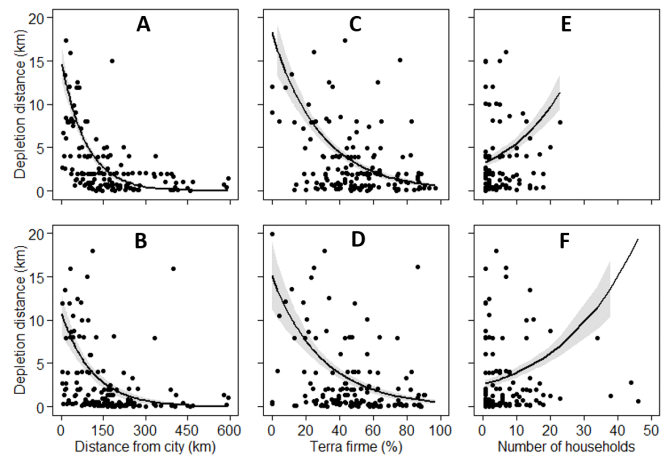 A
C
E
Depletion distance (km)
20
15
10
5
0
B
D
F
Depletion distance (km)
20
15
10
5
0
0 150 300 450 600
0 20 40 60 80 100
0 10 20 30 40 50
Distance from city (km)
Terra firme (%)
Number of households